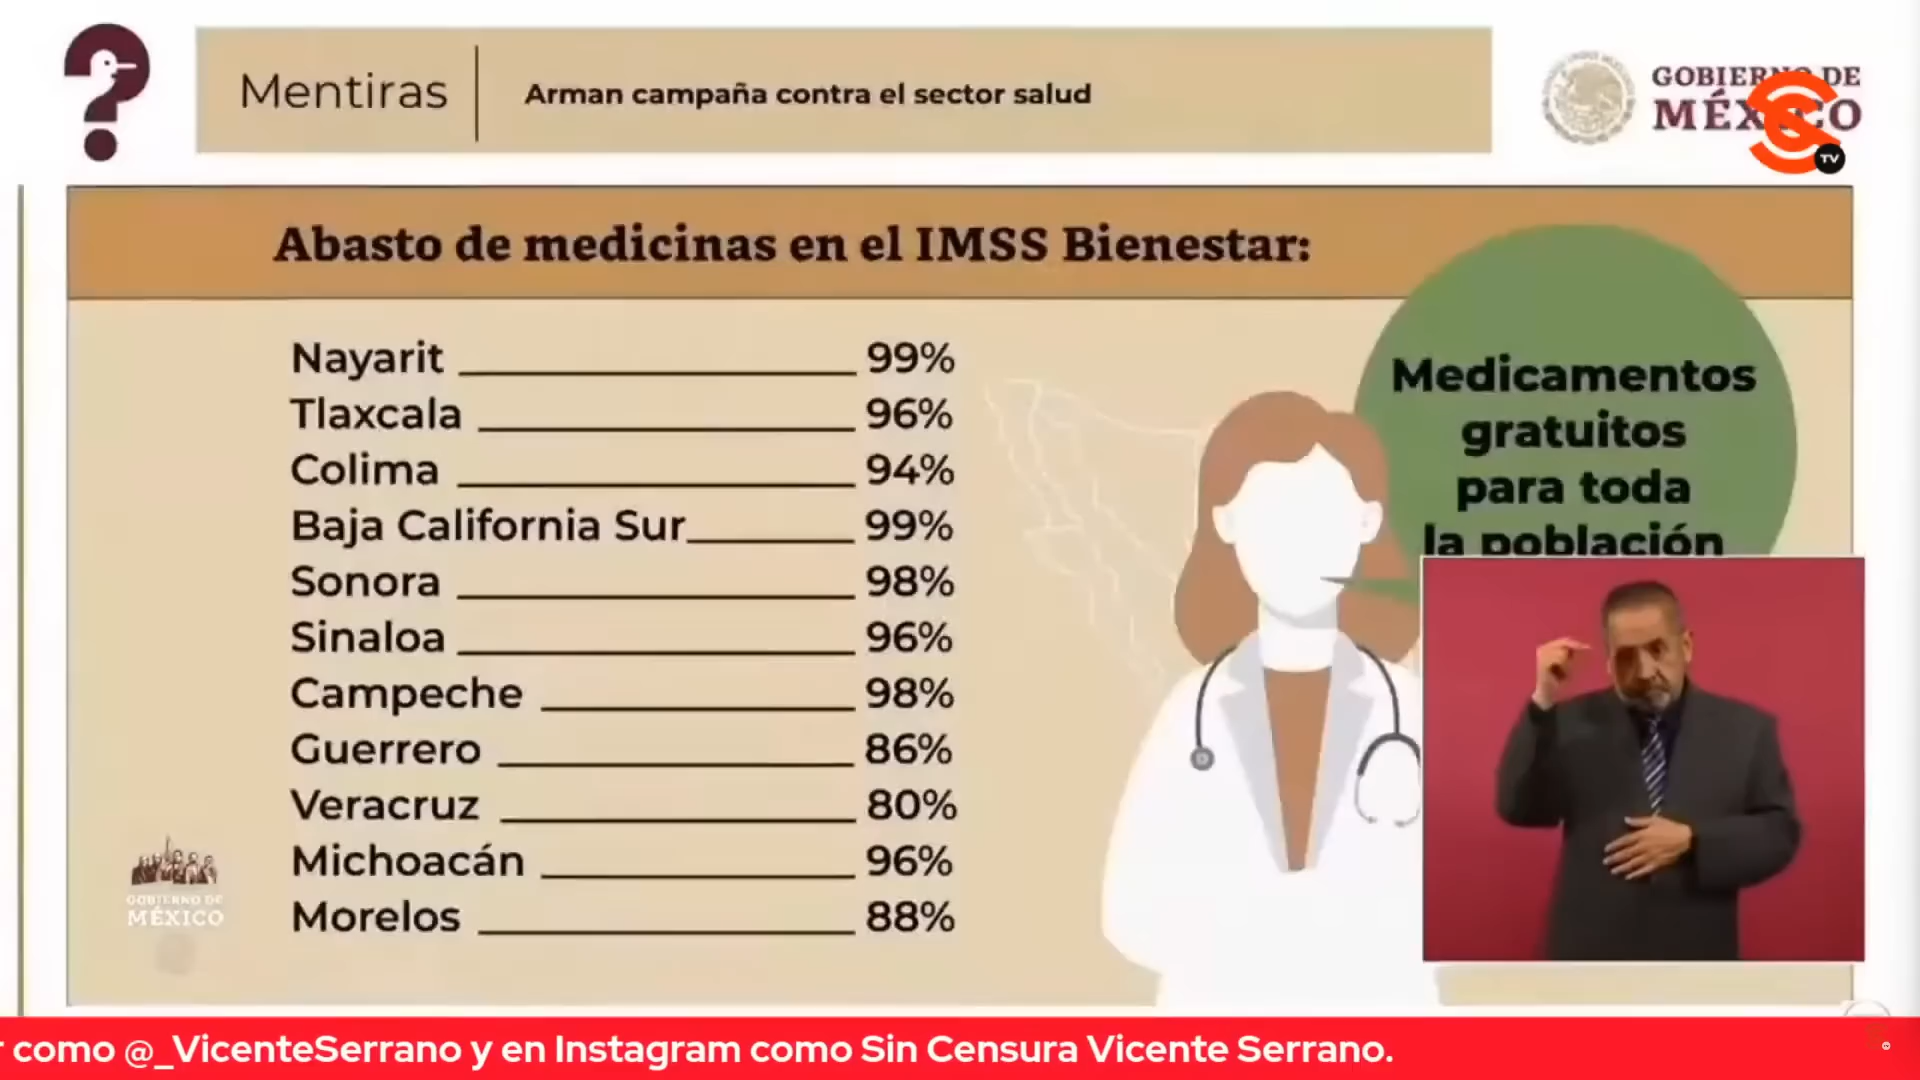 Mentiras
Arman campaña contra el sector salud
GOBIERNO DE
MÉXICO
TV
Abasto de medicinas en el IMSS Bienestar:
Nayarit 99%
Tlaxcala 96%
Colima 94%
Baja California Sur 99%
Sonora 98%
Sinaloa 96%
Campeche 98%
Guerrero 86%
Veracruz 80%
Michoacán 96%
Morelos 88%
Medicamentos
gratuitos
para toda
la población
GOBIERNO DE
MÉXICO
como @_VicenteSerrano y en Instagram como Sin Censura Vicente Serrano.